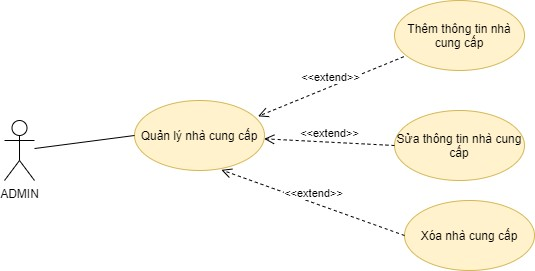 Thêm thông tin nhà
cung cấp
<<extend>>
Quản lý nhà cung cấp
<<extend>>
Sửa thông tin nhà cung
cấp
ADMIN
<<extend>>
Xóa nhà cung cấp